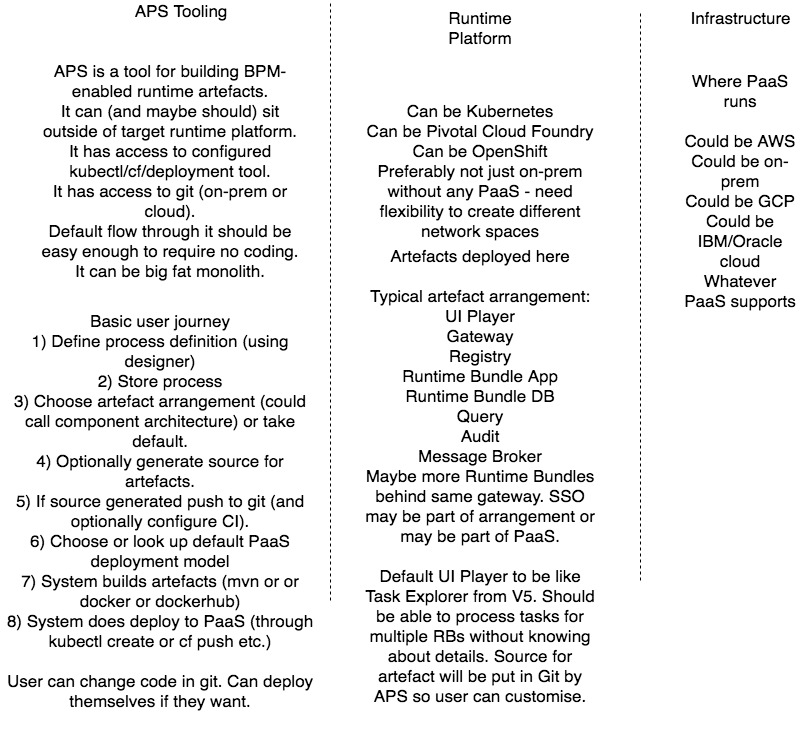 APS Tooling
APS is a tool for building BPM-
enabled runtime artefacts.
It can (and maybe should) sit
outside of target runtime platform.
It has access to configured
kubectl/cf/deployment tool.
It has access to git (on-prem or
cloud).
Default flow through it should be
easy enough to require no coding.
It can be big fat monolith.
Basic user journey
1) Define process definition (using
designer)
2) Store process
3) Choose artefact arrangement (could
call component architecture) or take
default.
4) Optionally generate source for
artefacts.
5) If source generated push to git (and
optionally configure CI).
6) Choose or look up default PaaS
deployment model
7) System builds artefacts (mvn or or
docker or dockerhub)
8) System does deploy to PaaS (through
kubectl create or cf push etc.)
User can change code in git. Can deploy
themselves if they want.
Runtime
Platform
Can be Kubernetes
Can be Pivotal Cloud Foundry
Can be OpenShift
Preferably not just on-prem
without any PaaS - need
flexibility to create different
network spaces
Artefacts deployed here
Typical artefact arrangement:
UI Player
Gateway
Registry
Runtime Bundle App
Runtime Bundle DB
Query
Audit
Message Broker
Maybe more Runtime Bundles
behind same gateway. SSO
may be part of arrangement or
may be part of PaaS.
Default UI Player to be like
Task Explorer from V5. Should
be able to process tasks for
multiple RBs without knowing
about details. Source for
artefact will be put in Git by
APS so user can customise.
Infrastructure
Where PaaS
runs
Could be AWS
Could be on-
prem
Could be GCP
Could be
IBM/Oracle
cloud
Whatever
PaaS supports